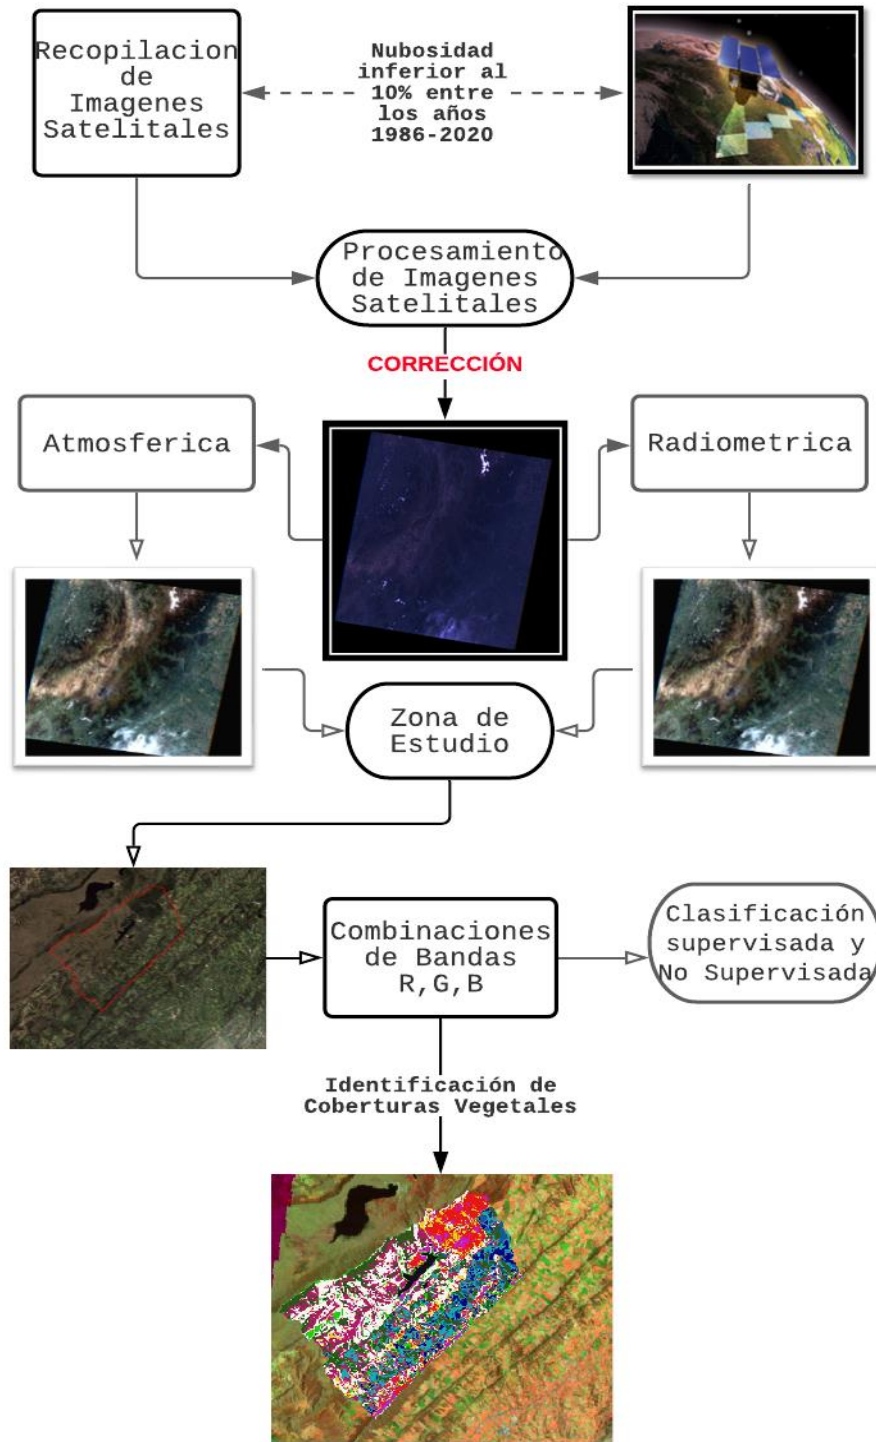 Recopilacion
de
Imagenes
Satelitales
Nubosidad
inferior al
10% entre
los años
1986-2020
Procesamiento
de Imagenes
Satelitales
CORRECCIÓN
Atmosferica
Radiometrica
Zona de
Estudio
Combinaciones
de Bandas
R,G,B
Clasificación
supervisada y
No Supervisada
Identificación de
Coberturas Vegetales